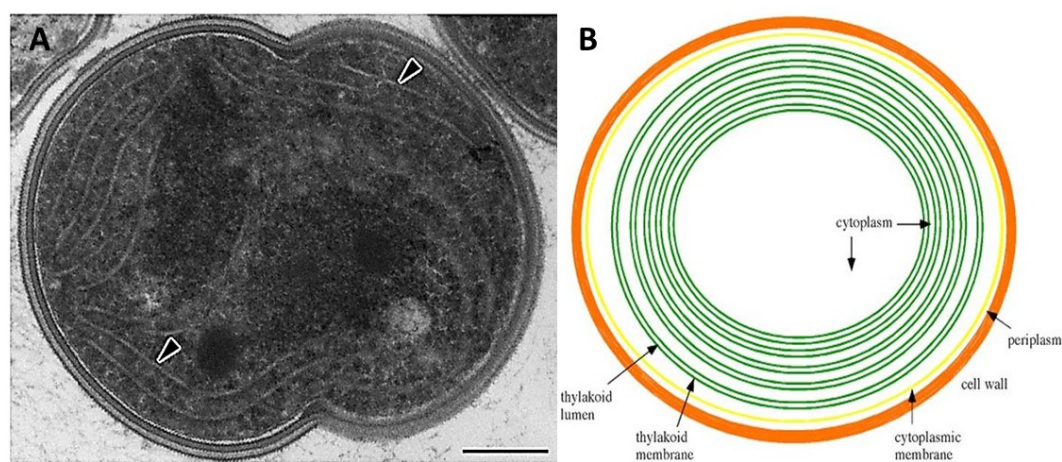 A
B
cytoplasm
periplasm
cell wall
thylakoid
lumen
thylakoid
membrane
cytoplasmic
membrane